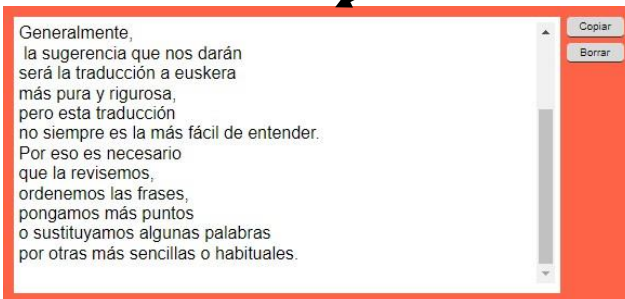 Generalmente,
la sugerencia que nos darán
será la traducción a euskera
más pura y rigurosa,
pero esta traducción
no siempre es la más fácil de entender.
Por eso es necesario
que la revisemos,
ordenemos las frases,
pongamos más puntos
o sustituyamos algunas palabras
por otras más sencillas o habituales.
Copiar
Borrar